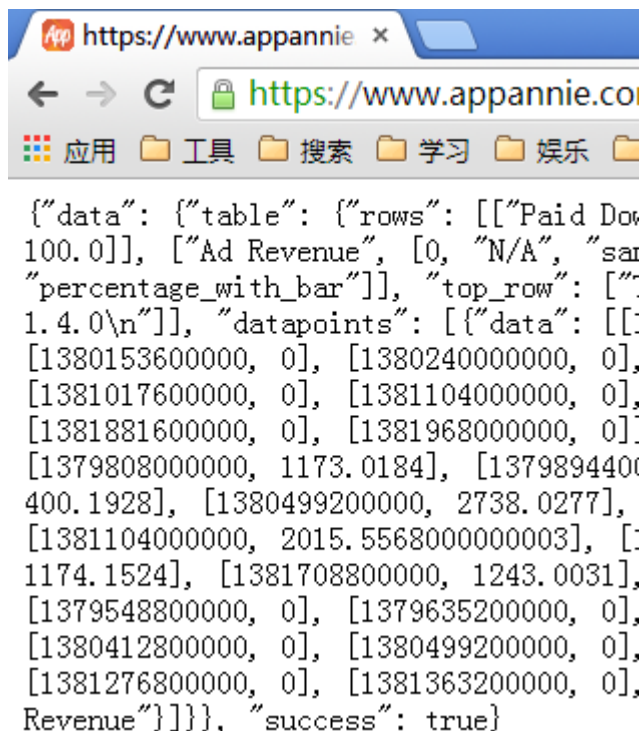 App https://www.appannie ×
https://www.appannie.co
应用 工具 搜索 学习 娱乐
{"data": {"table": {"rows": [["Paid Dow
100.0]], ["Ad Revenue", [0, "N/A", "sa
"percentage_with_bar"]], "top_row": ["
1.4.0\n"]], "datapoints": [{"data": [[
[1380153600000, 0], [1380240000000, 0],
[1381017600000, 0], [1381104000000, 0],
[1381881600000, 0], [1381968000000, 0]
[1379808000000, 1173.0184], [137989440
400.1928], [1380499200000, 2738.0277],
[1381104000000, 2015.5568000000003], [
1174.1524], [1381708800000, 1243.0031],
[1379548800000, 0], [1379635200000, 0],
[1380412800000, 0], [1380499200000, 0],
[1381276800000, 0], [1381363200000, 0],
Revenue"}]}}, "success": true}